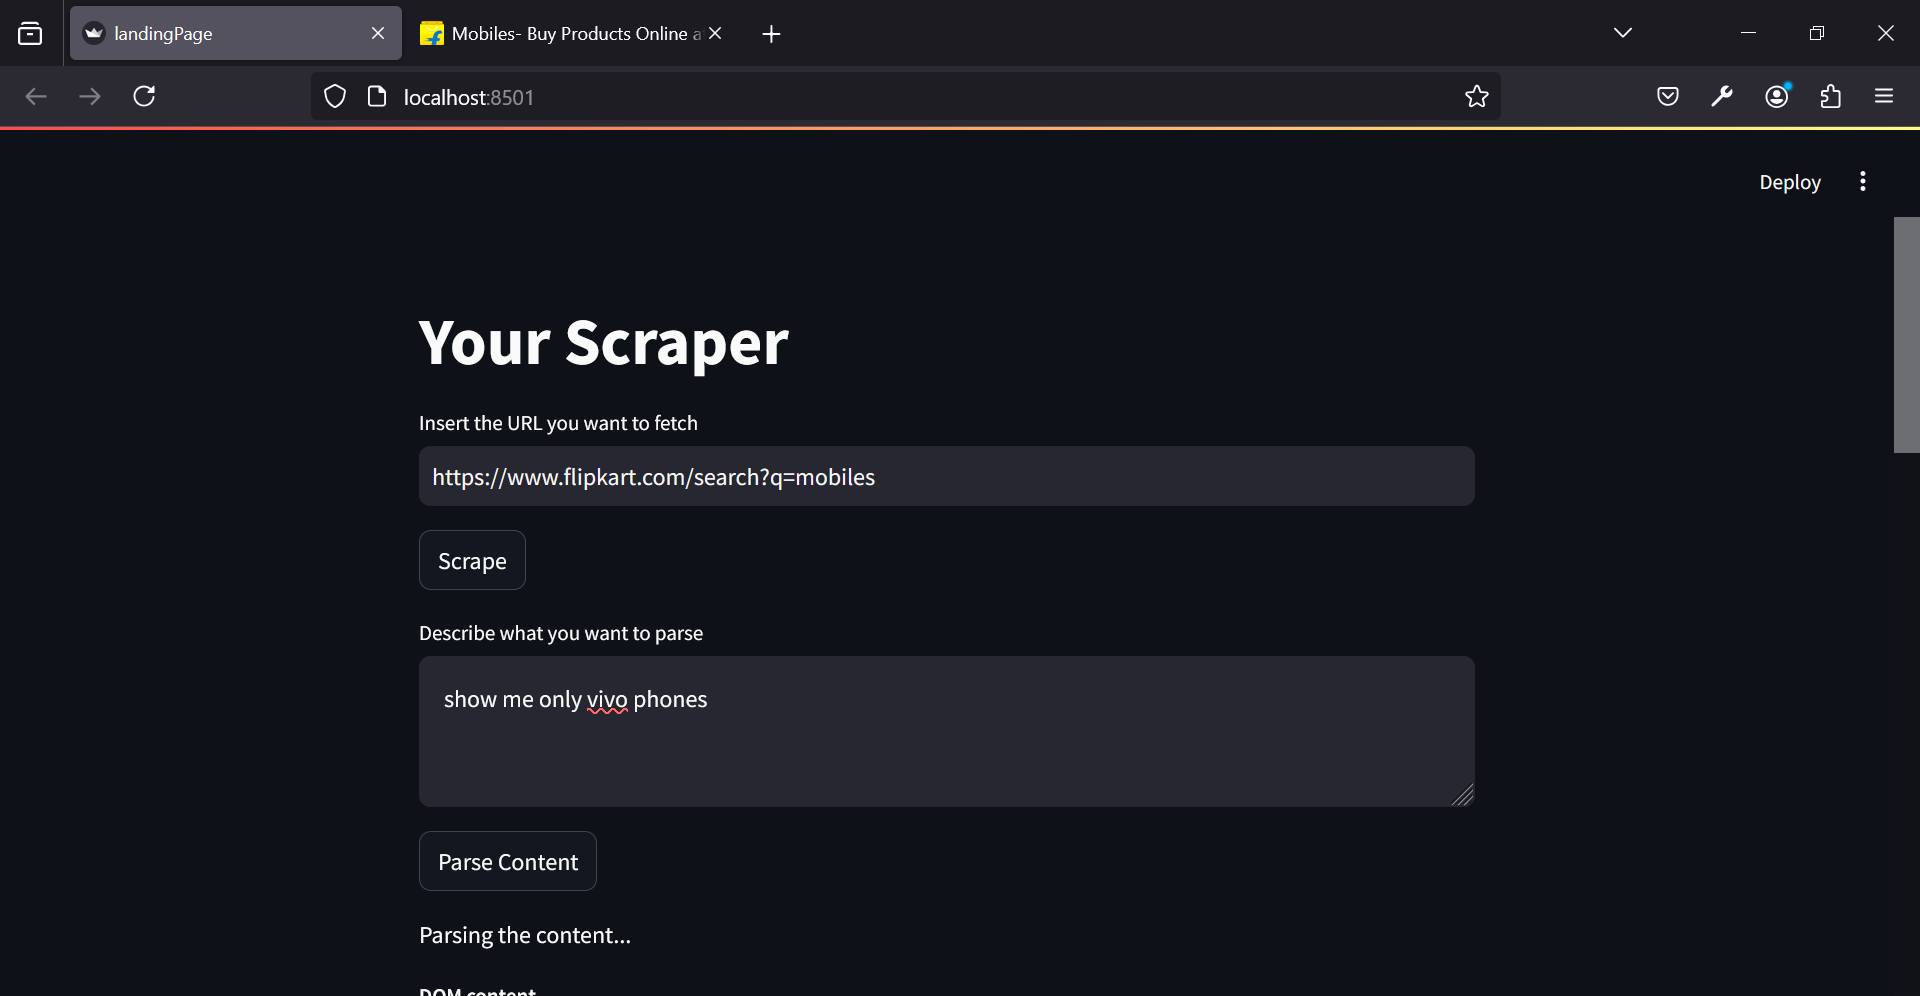 landingPage
Mobiles- Buy Products Online a
localhost:8501
Deploy
Your Scraper
Insert the URL you want to fetch
https://www.flipkart.com/search?q=mobiles
Scrape
Describe what you want to parse
show me only vivo phones
Parse Content
Parsing the content...
DOM content